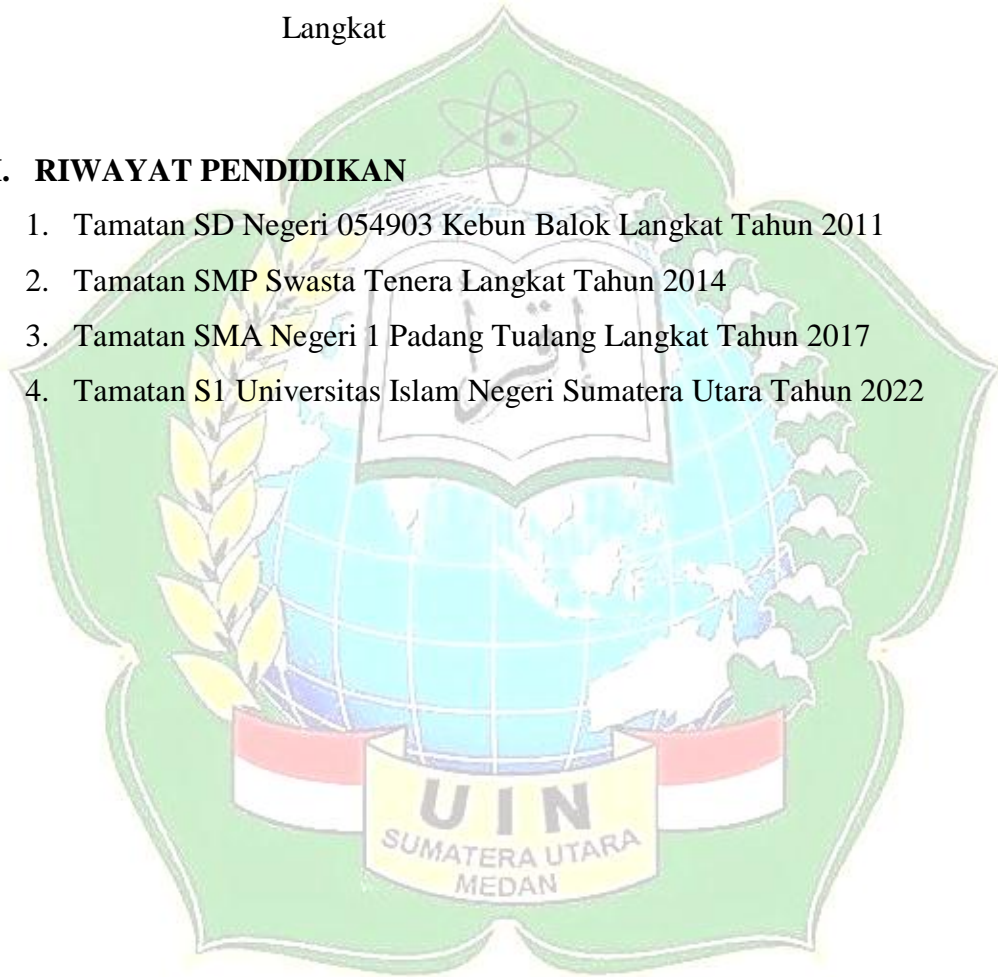 Langkat
. RIWAYAT PENDIDIKAN
1. Tamatan SD Negeri 054903 Kebun Balok Langkat Tahun 2011
2. Tamatan SMP Swasta Tenera Langkat Tahun 2014
3. Tamatan SMA Negeri 1 Padang Tualang Langkat Tahun 2017
4. Tamatan S1 Universitas Islam Negeri Sumatera Utara Tahun 2022
إقرأ
UIN
SUMATERA UTARA
MEDAN